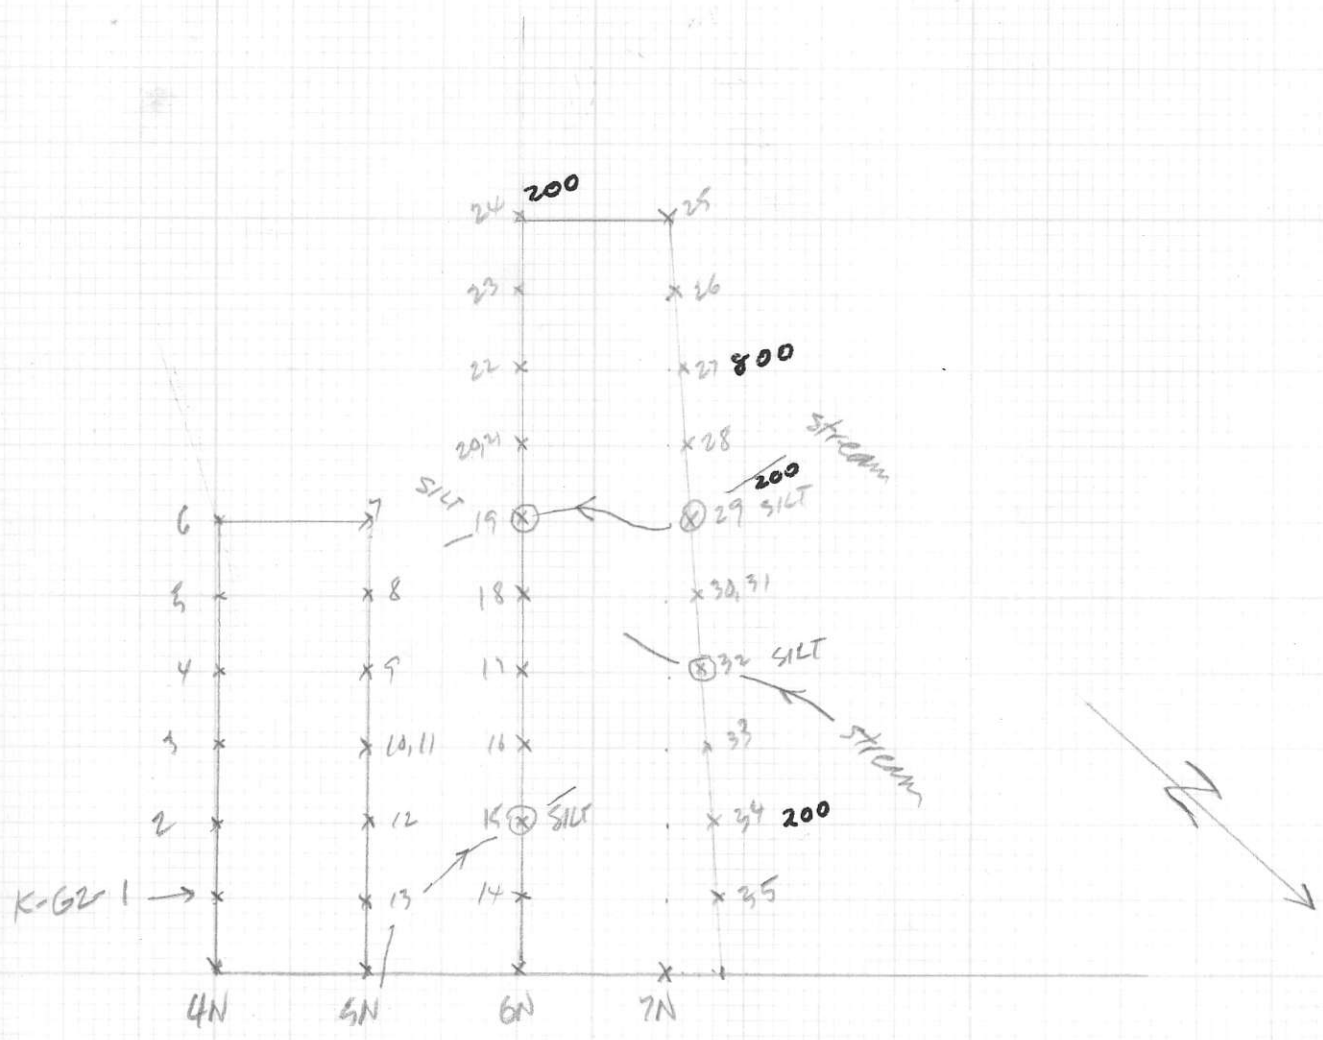 24 200 25
23 26
22 27 800
20,21 28 stream
SILT 200
6 7 19 29 SILT
5 8 18 30,31
4 9 17 32 SILT
3 10,11 16 33 stream
2 12 15 SILT 34 200
K-62-1 13 14 35
4N 5N 6N 7N
N